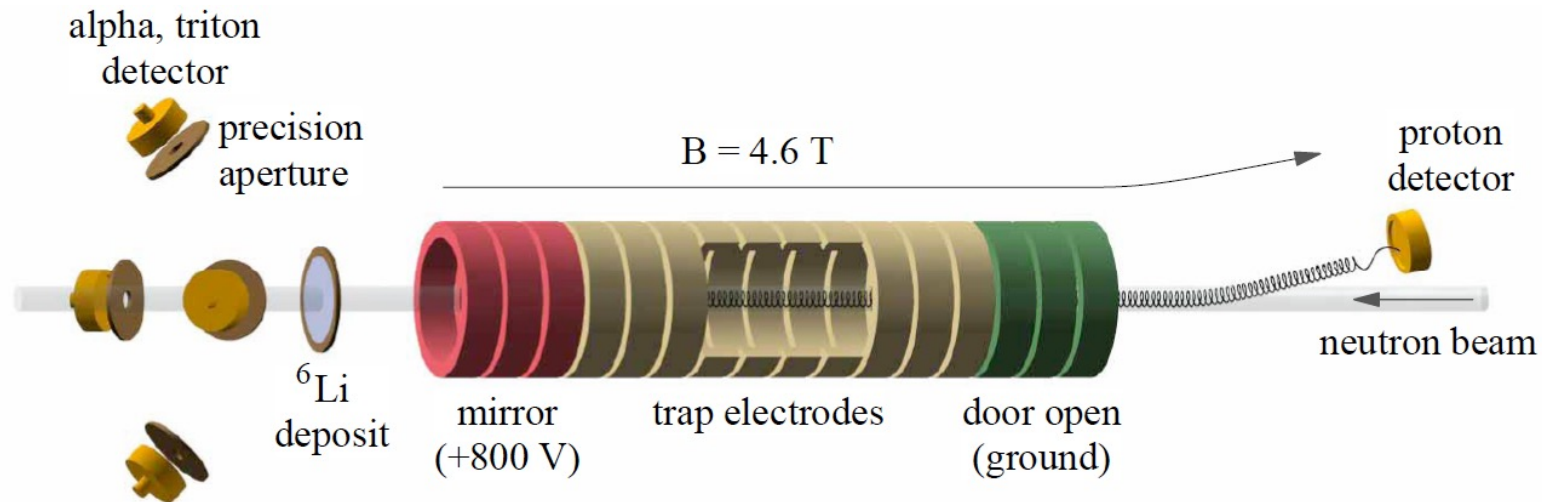 alpha, triton
detector
precision
aperture
B = 4.6 T
proton
detector
neutron beam
⁶Li
deposit
mirror
(+800 V)
trap electrodes
door open
(ground)